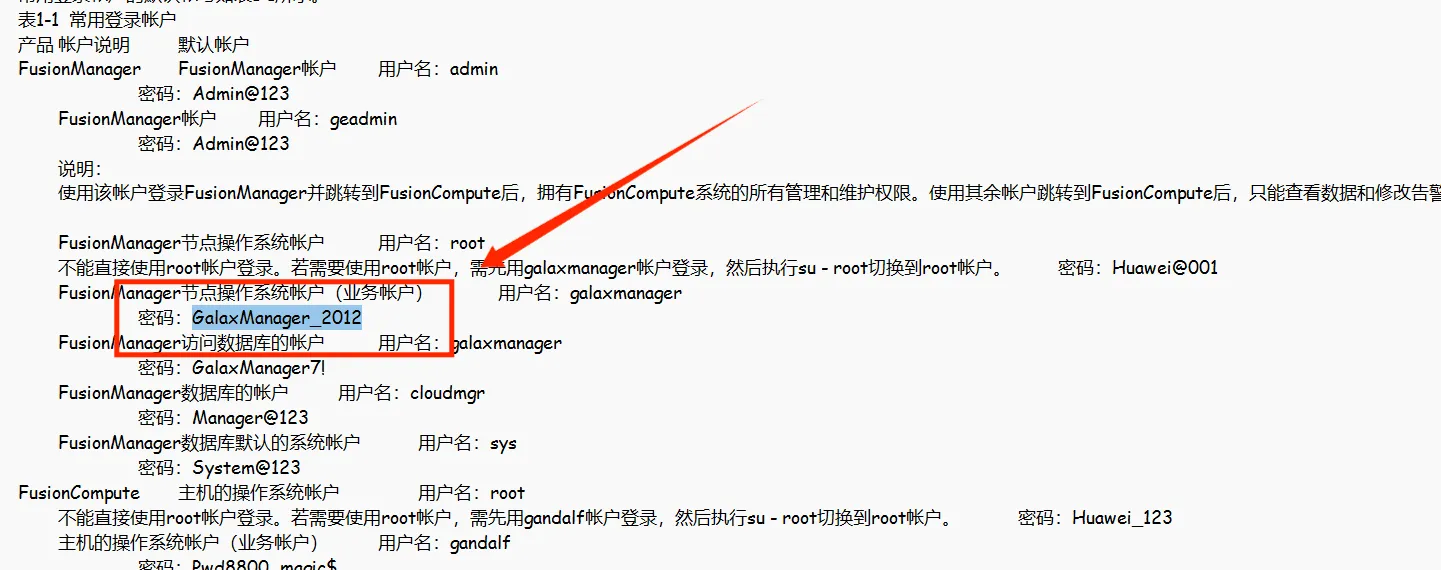 表1-1 常用登录帐户
产品 帐户说明 默认帐户
FusionManager FusionManager帐户 用户名：admin
密码：Admin@123
FusionManager帐户 用户名：geadmin
密码：Admin@123
说明：
使用该帐户登录FusionManager并跳转到FusionCompute后，拥有FusionCompute系统的所有管理和维护权限。使用其余帐户跳转到FusionCompute后，只能查看数据和修改告警
FusionManager节点操作系统帐户 用户名：root
不能直接使用root帐户登录。若需要使用root帐户，需先用galaxmanager帐户登录，然后执行su - root切换到root帐户。 密码：Huawei@001
FusionManager节点操作系统帐户（业务帐户） 用户名：galaxmanager
密码：GalaxManager_2012
FusionManager访问数据库的帐户 用户名：galaxmanager
密码：GalaxManager7!
FusionManager数据库的帐户 用户名：cloudmgr
密码：Manager@123
FusionManager数据库默认的系统帐户 用户名：sys
密码：System@123
FusionCompute 主机的操作系统帐户 用户名：root
不能直接使用root帐户登录。若需要使用root帐户，需先用gandalf帐户登录，然后执行su - root切换到root帐户。 密码：Huawei_123
主机的操作系统帐户（业务帐户） 用户名：gandalf
密码：Pwd8800_magic$